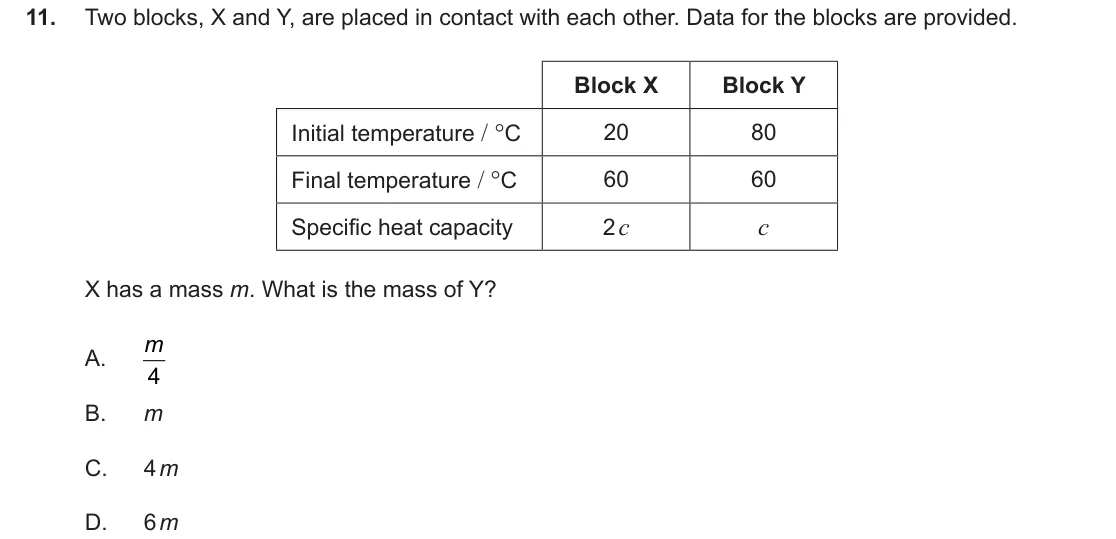 11. Two blocks, X and Y, are placed in contact with each other. Data for the blocks are provided.
Block X Block Y
Initial temperature / °C 20 80
Final temperature / °C 60 60
Specific heat capacity 2c c
X has a mass m. What is the mass of Y?
A. m/4
B. m
C. 4m
D. 6m